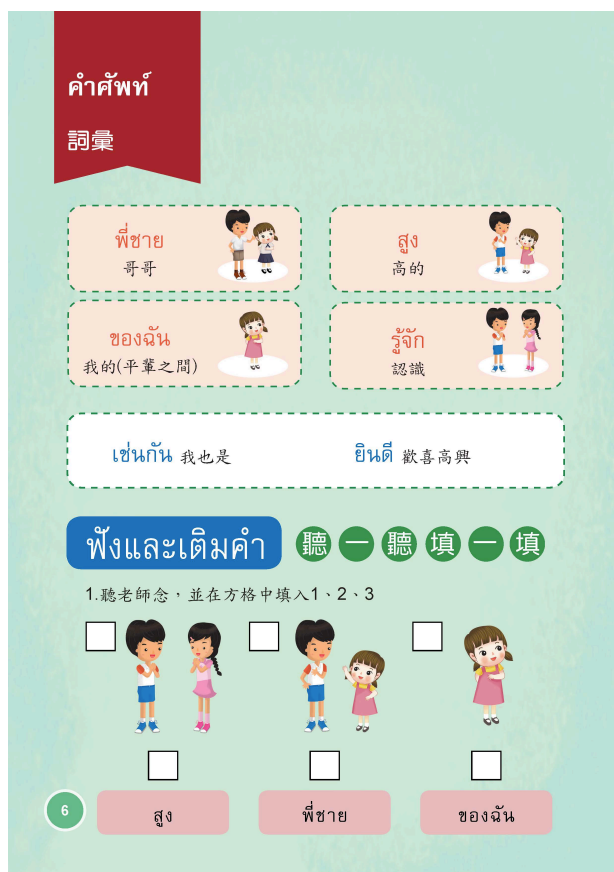 คำศัพท์
詞彙
พี่ชาย
哥哥
สูง
高的
ของฉัน
我的(平輩之間)
รู้จัก
認識
เช่นกัน 我也是
ยินดี 歡喜高興
ฟังและเติมคำ 聽一聽填一填
1.聽老師念，並在方格中填入1、2、3
6
สูง
พี่ชาย
ของฉัน